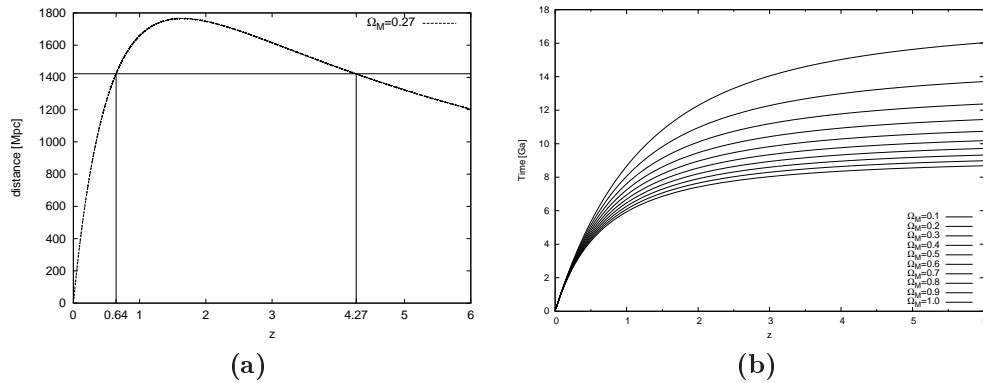 1800
1600
1400
1200
1000
800
600
400
200
0
distance [Mpc]
Ω_M=0.27
0 0.64 1 2 3 4.27 5 6
z
(a)
18
16
14
12
10
8
6
4
2
0
Time [Ga]
Ω_M=0.1
Ω_M=0.2
Ω_M=0.3
Ω_M=0.4
Ω_M=0.5
Ω_M=0.6
Ω_M=0.7
Ω_M=0.8
Ω_M=0.9
Ω_M=1.0
0 1 2 3 4 5 6
z
(b)